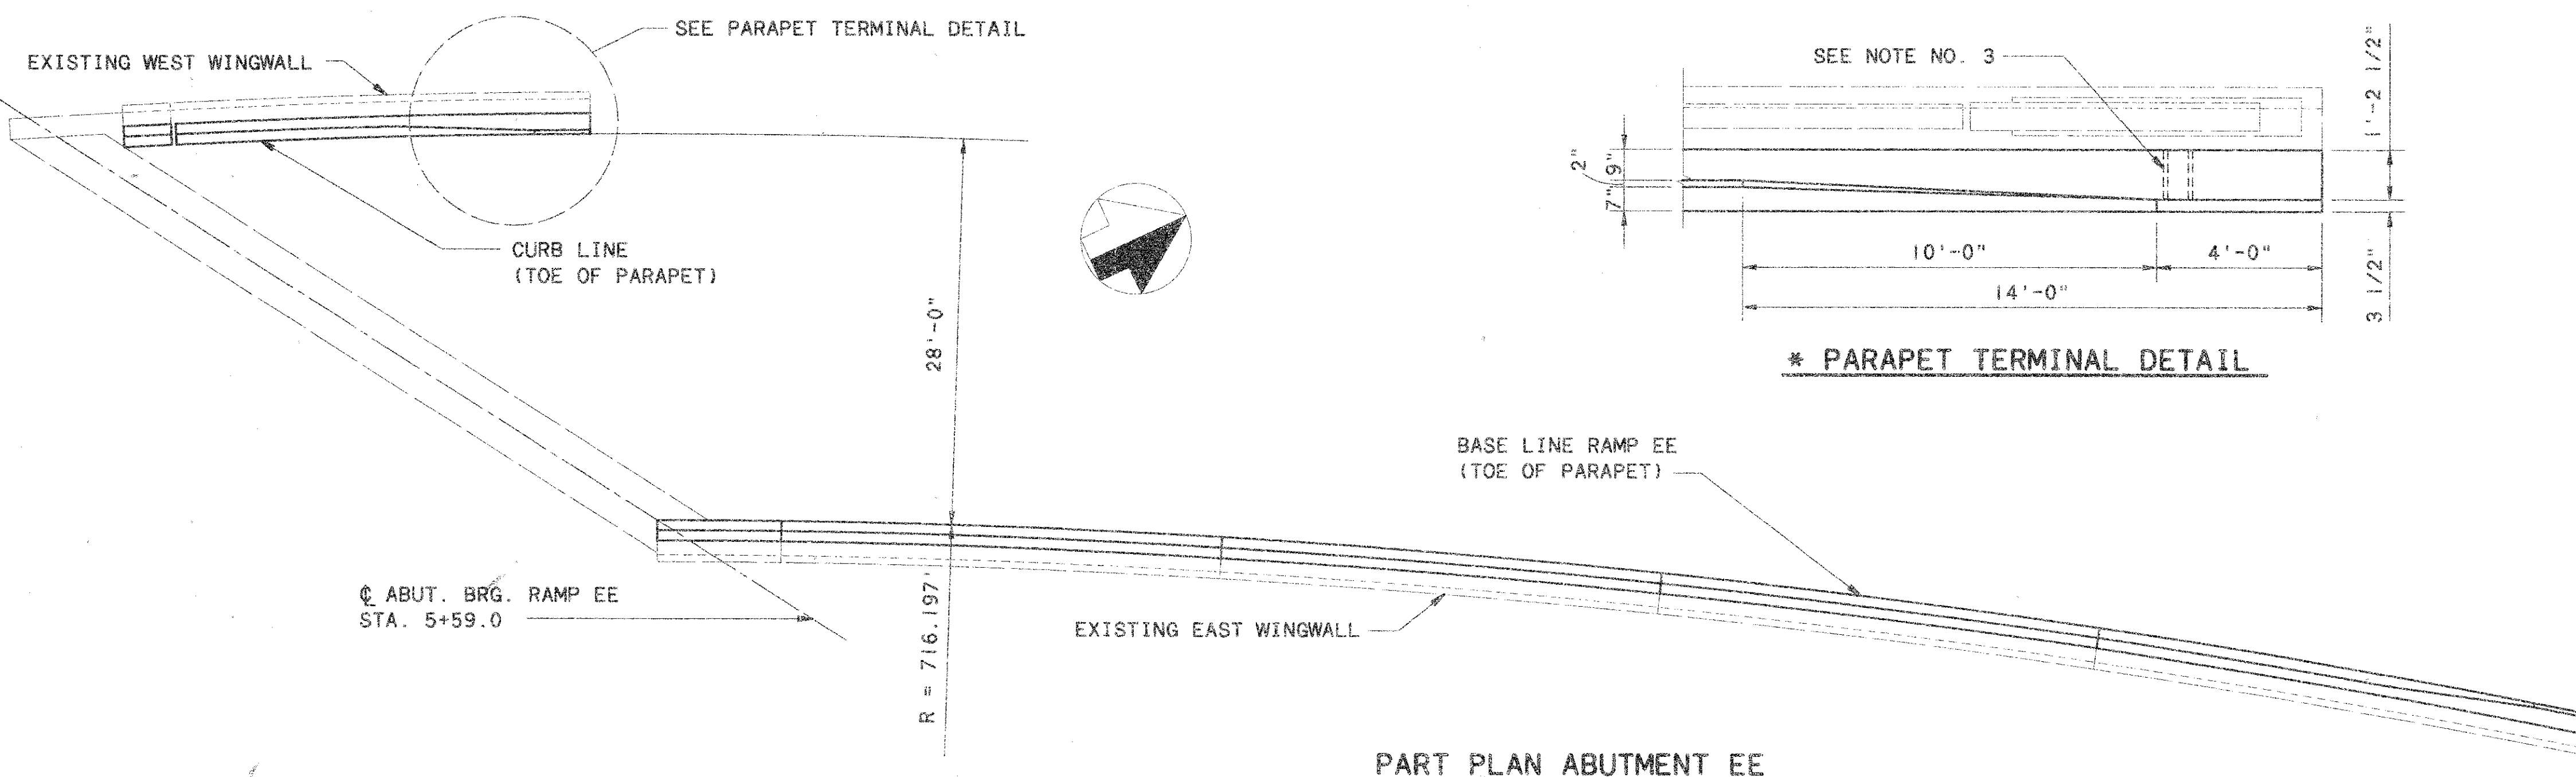 SEE PARAPET TERMINAL DETAIL
EXISTING WEST WINGWALL
CURB LINE
(TOE OF PARAPET)
28'-0"
SEE NOTE NO. 3
1'-2 1/2"
2"
9"
7"
10'-0"
4'-0"
14'-0"
3 1/2"
* PARAPET TERMINAL DETAIL
BASE LINE RAMP EE
(TOE OF PARAPET)
℄ ABUT. BRG. RAMP EE
STA. 5+59.0
R = 716.197'
EXISTING EAST WINGWALL
PART PLAN ABUTMENT EE